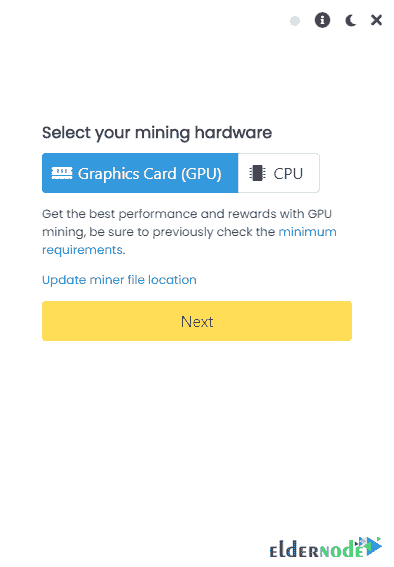 Select your mining hardware
Graphics Card (GPU)
CPU
Get the best performance and rewards with GPU
mining, be sure to previously check the minimum
requirements.
Update miner file location
Next
eldernode